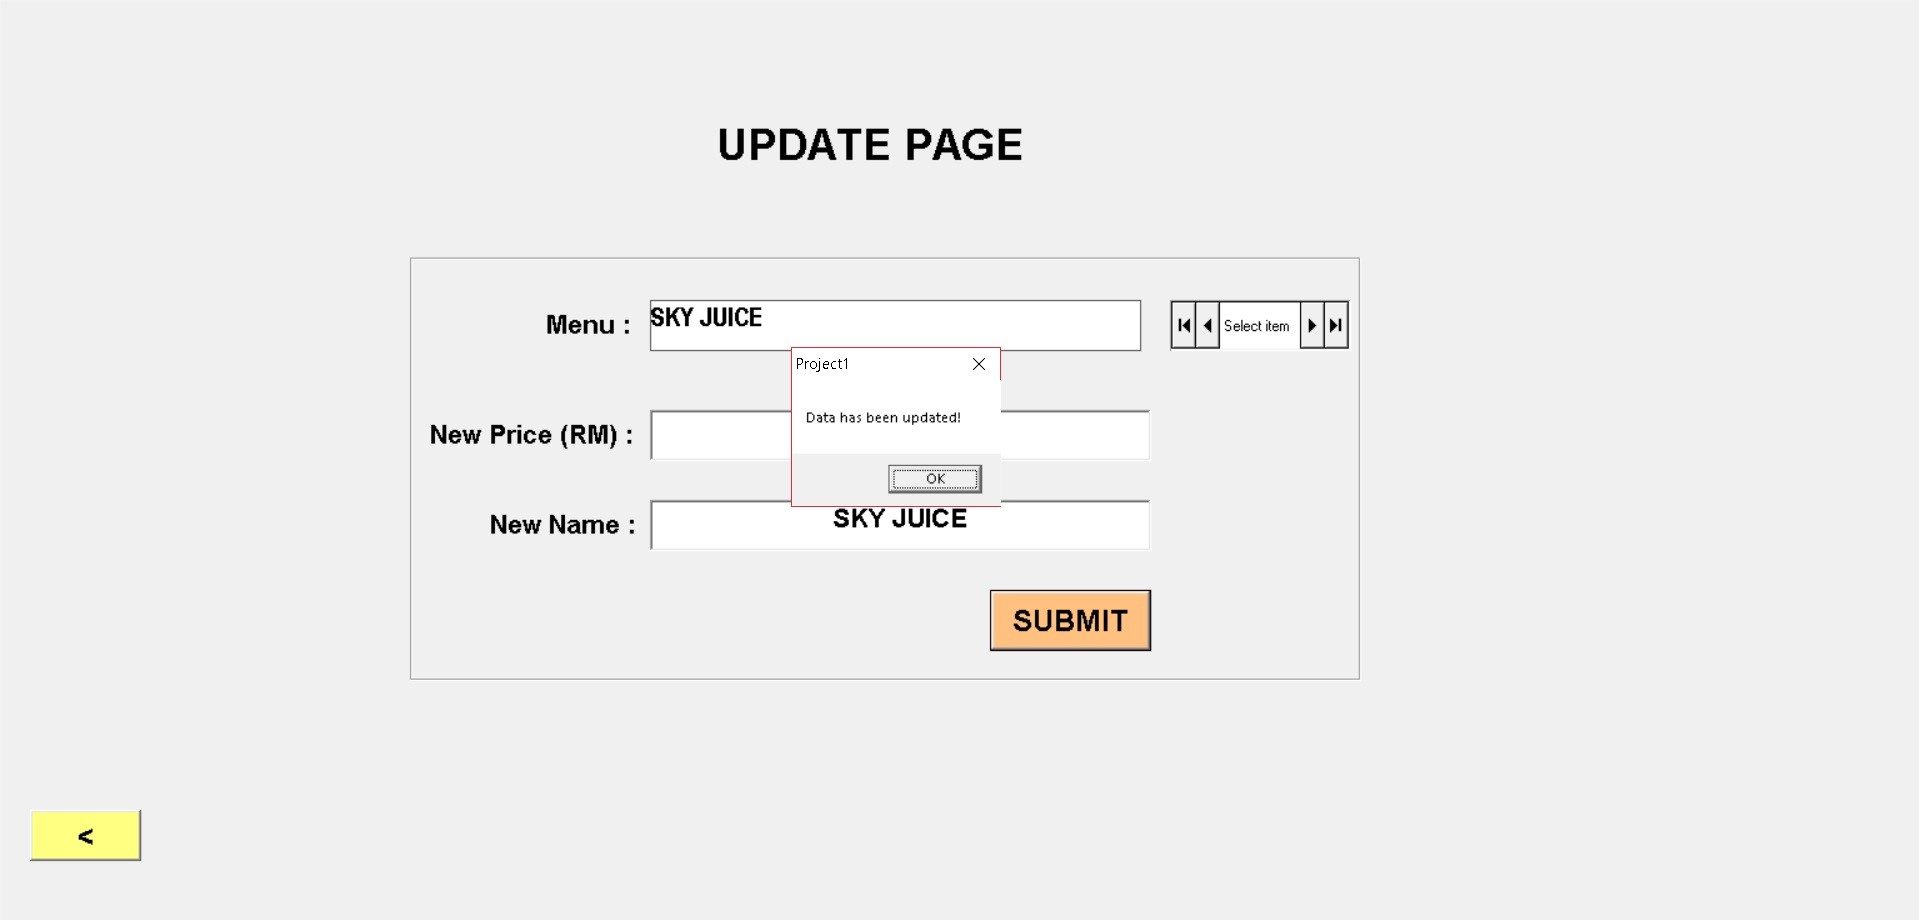 UPDATE PAGE
Menu :
SKY JUICE
Select item
Project1
Data has been updated!
OK
New Price (RM) :
New Name :
SKY JUICE
SUBMIT
<